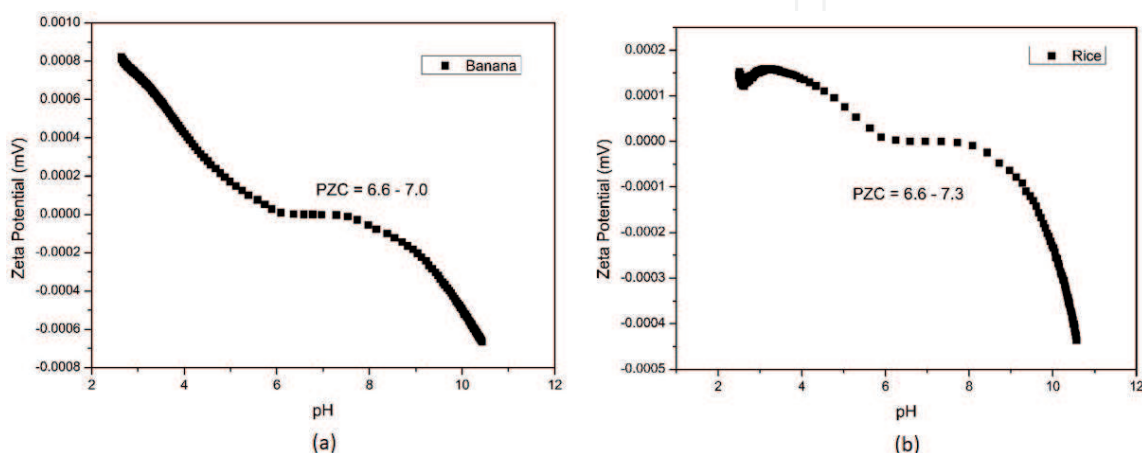 0.0010
0.0008
0.0006
0.0004
0.0002
0.0000
-0.0002
-0.0004
-0.0006
-0.0008
Zeta Potential (mV)
Banana
PZC = 6.6 - 7.0
2 4 6 8 10 12
pH
(a)
0.0002
0.0001
0.0000
-0.0001
-0.0002
-0.0003
-0.0004
-0.0005
Zeta Potential (mV)
Rice
PZC = 6.6 - 7.3
2 4 6 8 10 12
pH
(b)